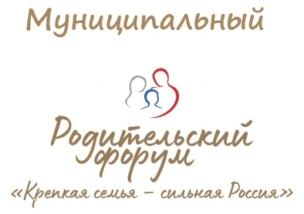 Муниципальный
Родительский
форум
«Крепкая семья – сильная Россия»